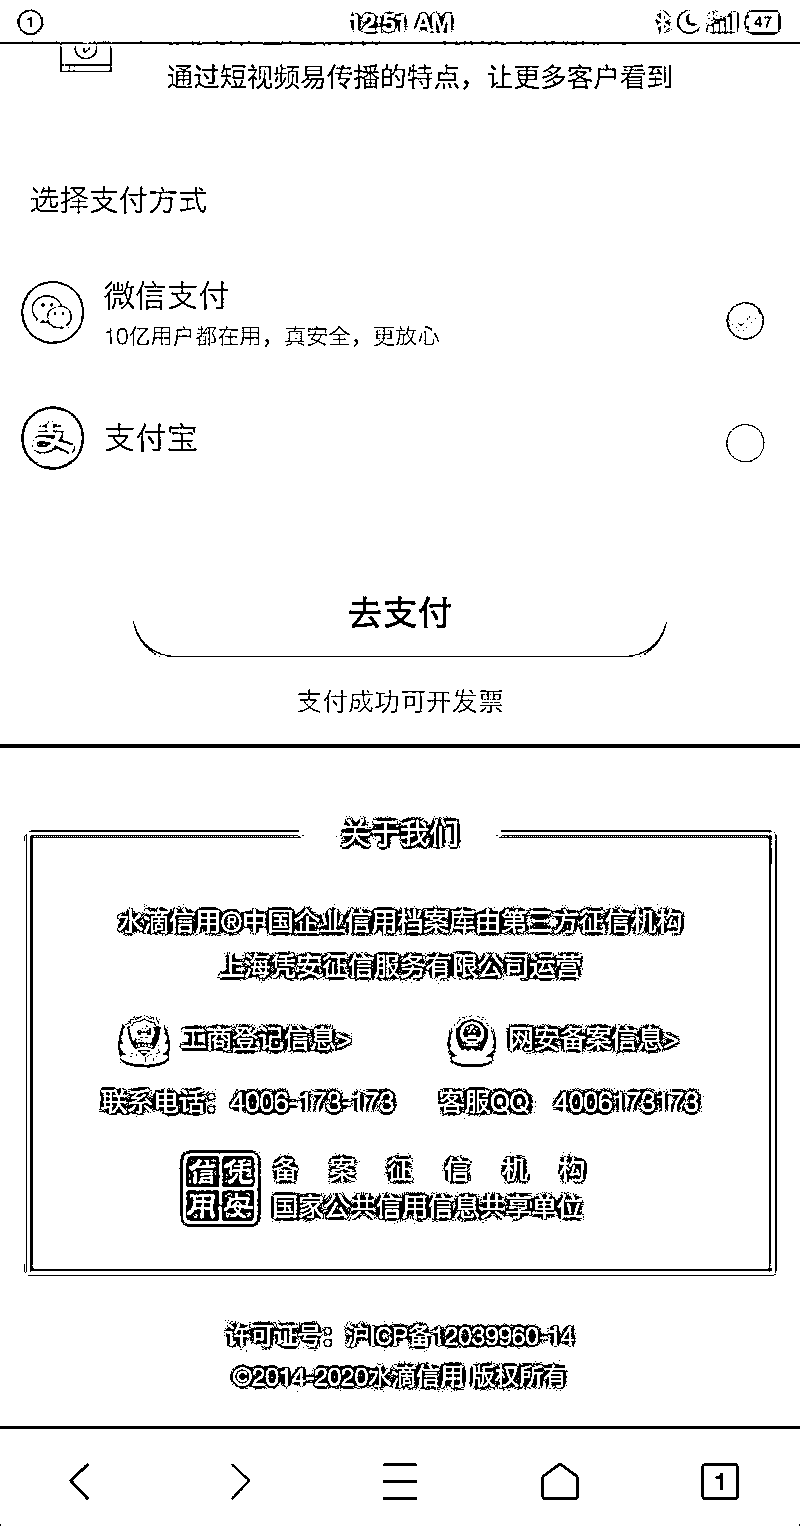 1
12:51 AM
47
通过短视频易传播的特点，让更多客户看到
选择支付方式
微信支付
10亿用户都在用，真安全，更放心
支付宝
去支付
支付成功可开发票
关于我们
水滴信用®中国企业信用档案库由第三方征信机构
上海凭安征信服务有限公司运营
工商登记信息> 网安备案信息>
联系电话：4006-173-173 客服QQ 4006173173
信凭用安
备案征信机构
国家公共信用信息共享单位
许可证号：沪ICP备12039960-14
©2014-2020水滴信用 版权所有
1